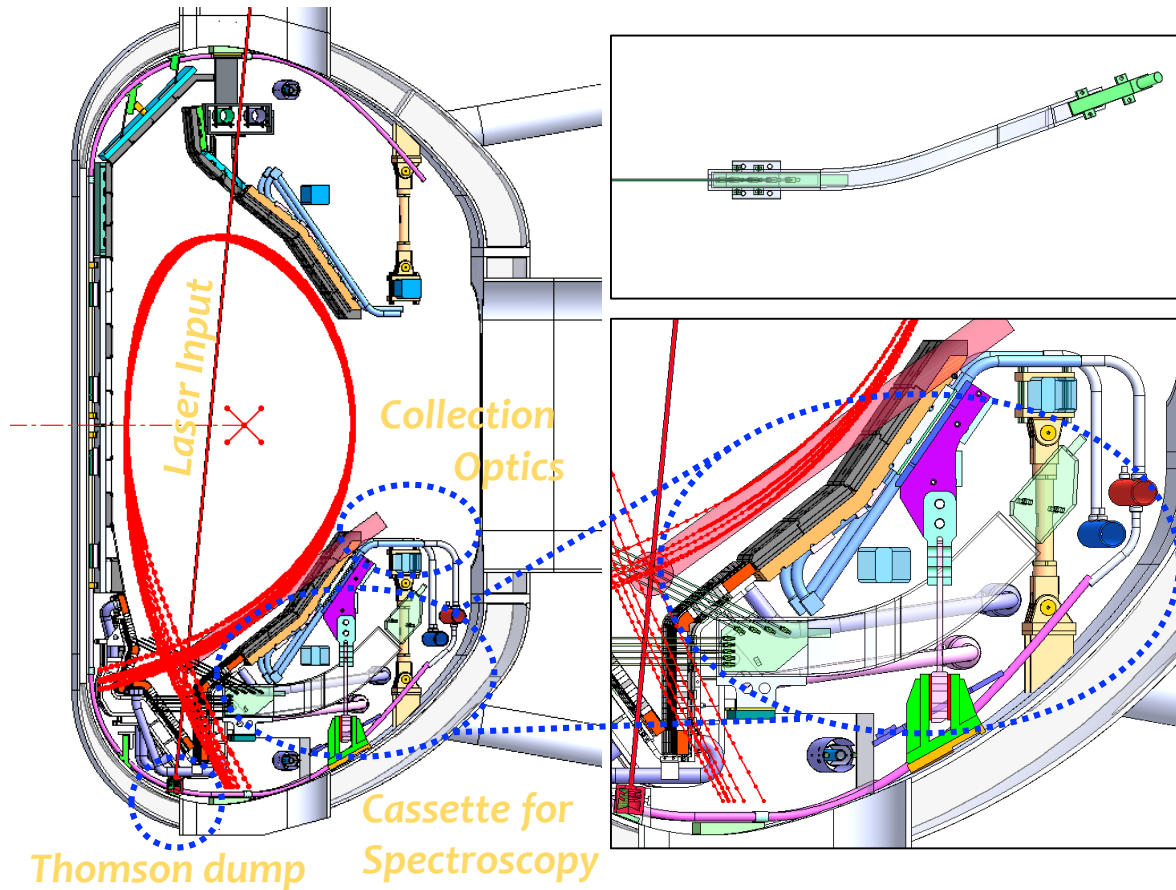 Laser Input
Collection
Optics
Cassette for
Spectroscopy
Thomson dump